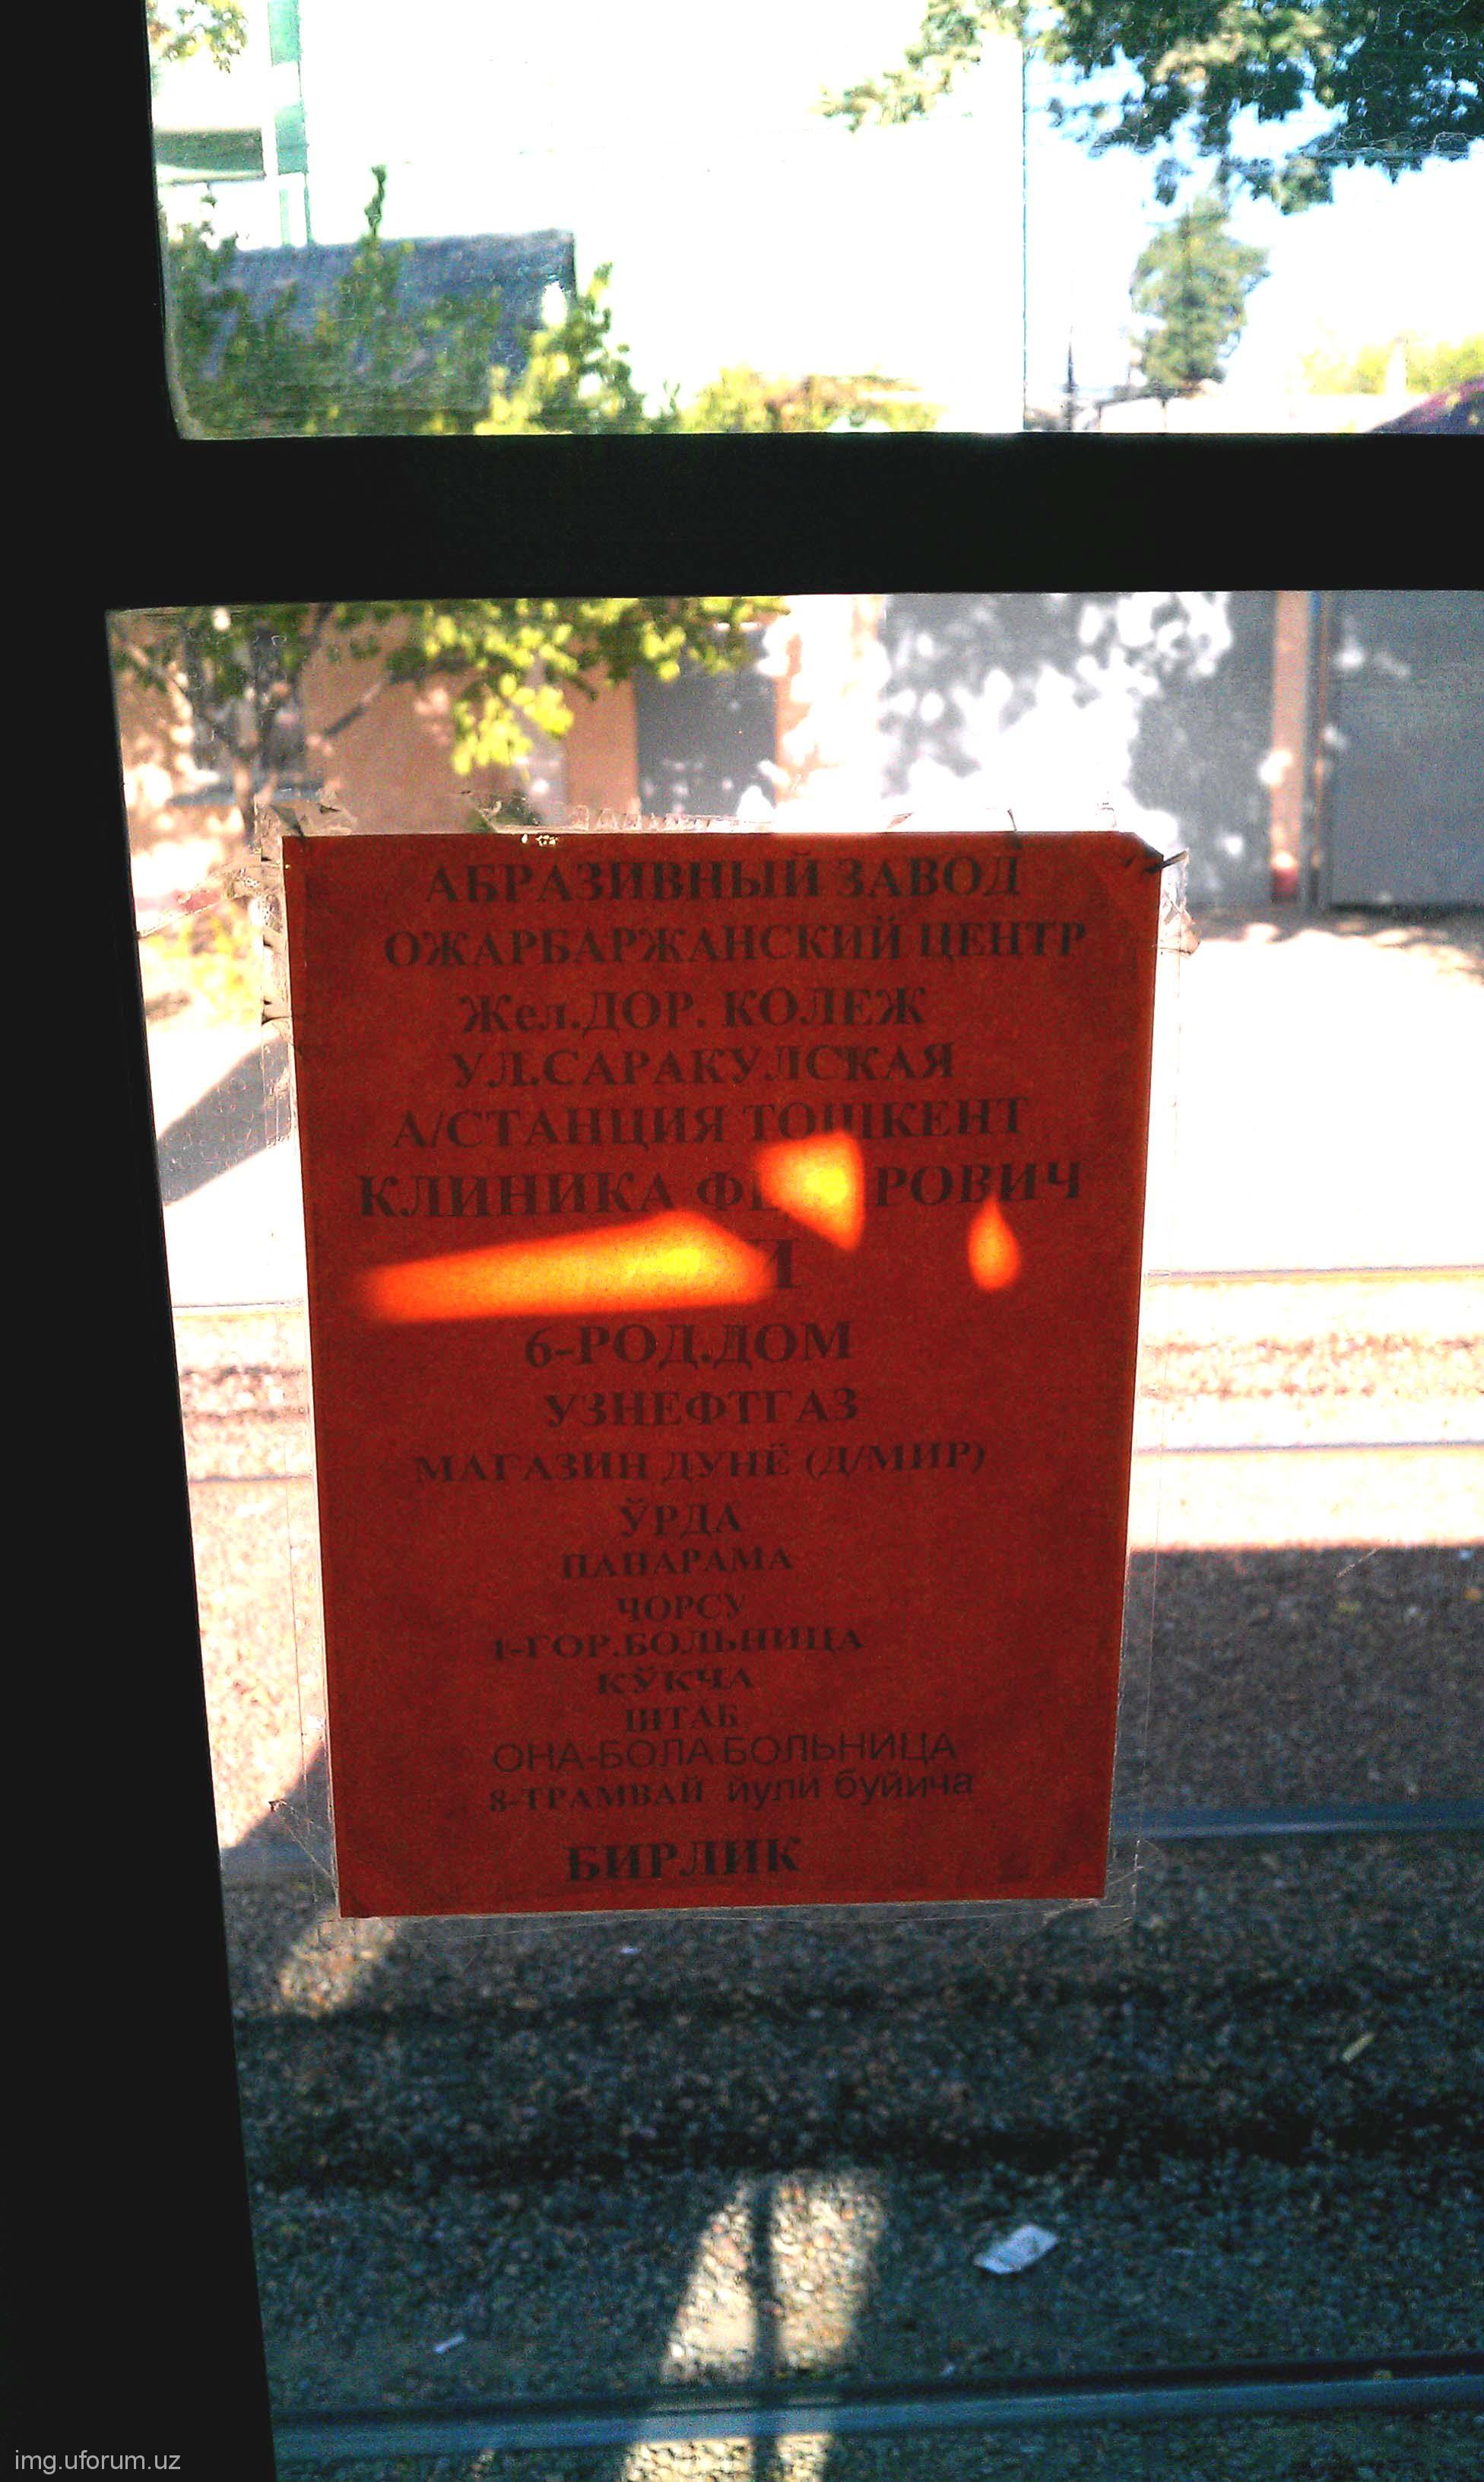 АБРАЗИВНЫЙ ЗАВОД
ОЖАРБАРЖАНСКИЙ ЦЕНТР
Жел.ДОР. КОЛЕЖ
УЛ.САРАКУЛСКАЯ
А/СТАНЦИЯ ТОШКЕНТ
КЛИНИКА
6-РОД.ДОМ
УЗНЕФТГАЗ
МАГАЗИН ДУНЁ (Д/МИР)
ЎРДА
ПАНАРАМА
ЧОРСУ
1-ГОР.БОЛЬНИЦА
КЎКЧА
ШТАБ
ОНА-БОЛА БОЛЬНИЦА
8-ТРАМВАЙ йули буйича
БИРЛИК
img.uforum.uz